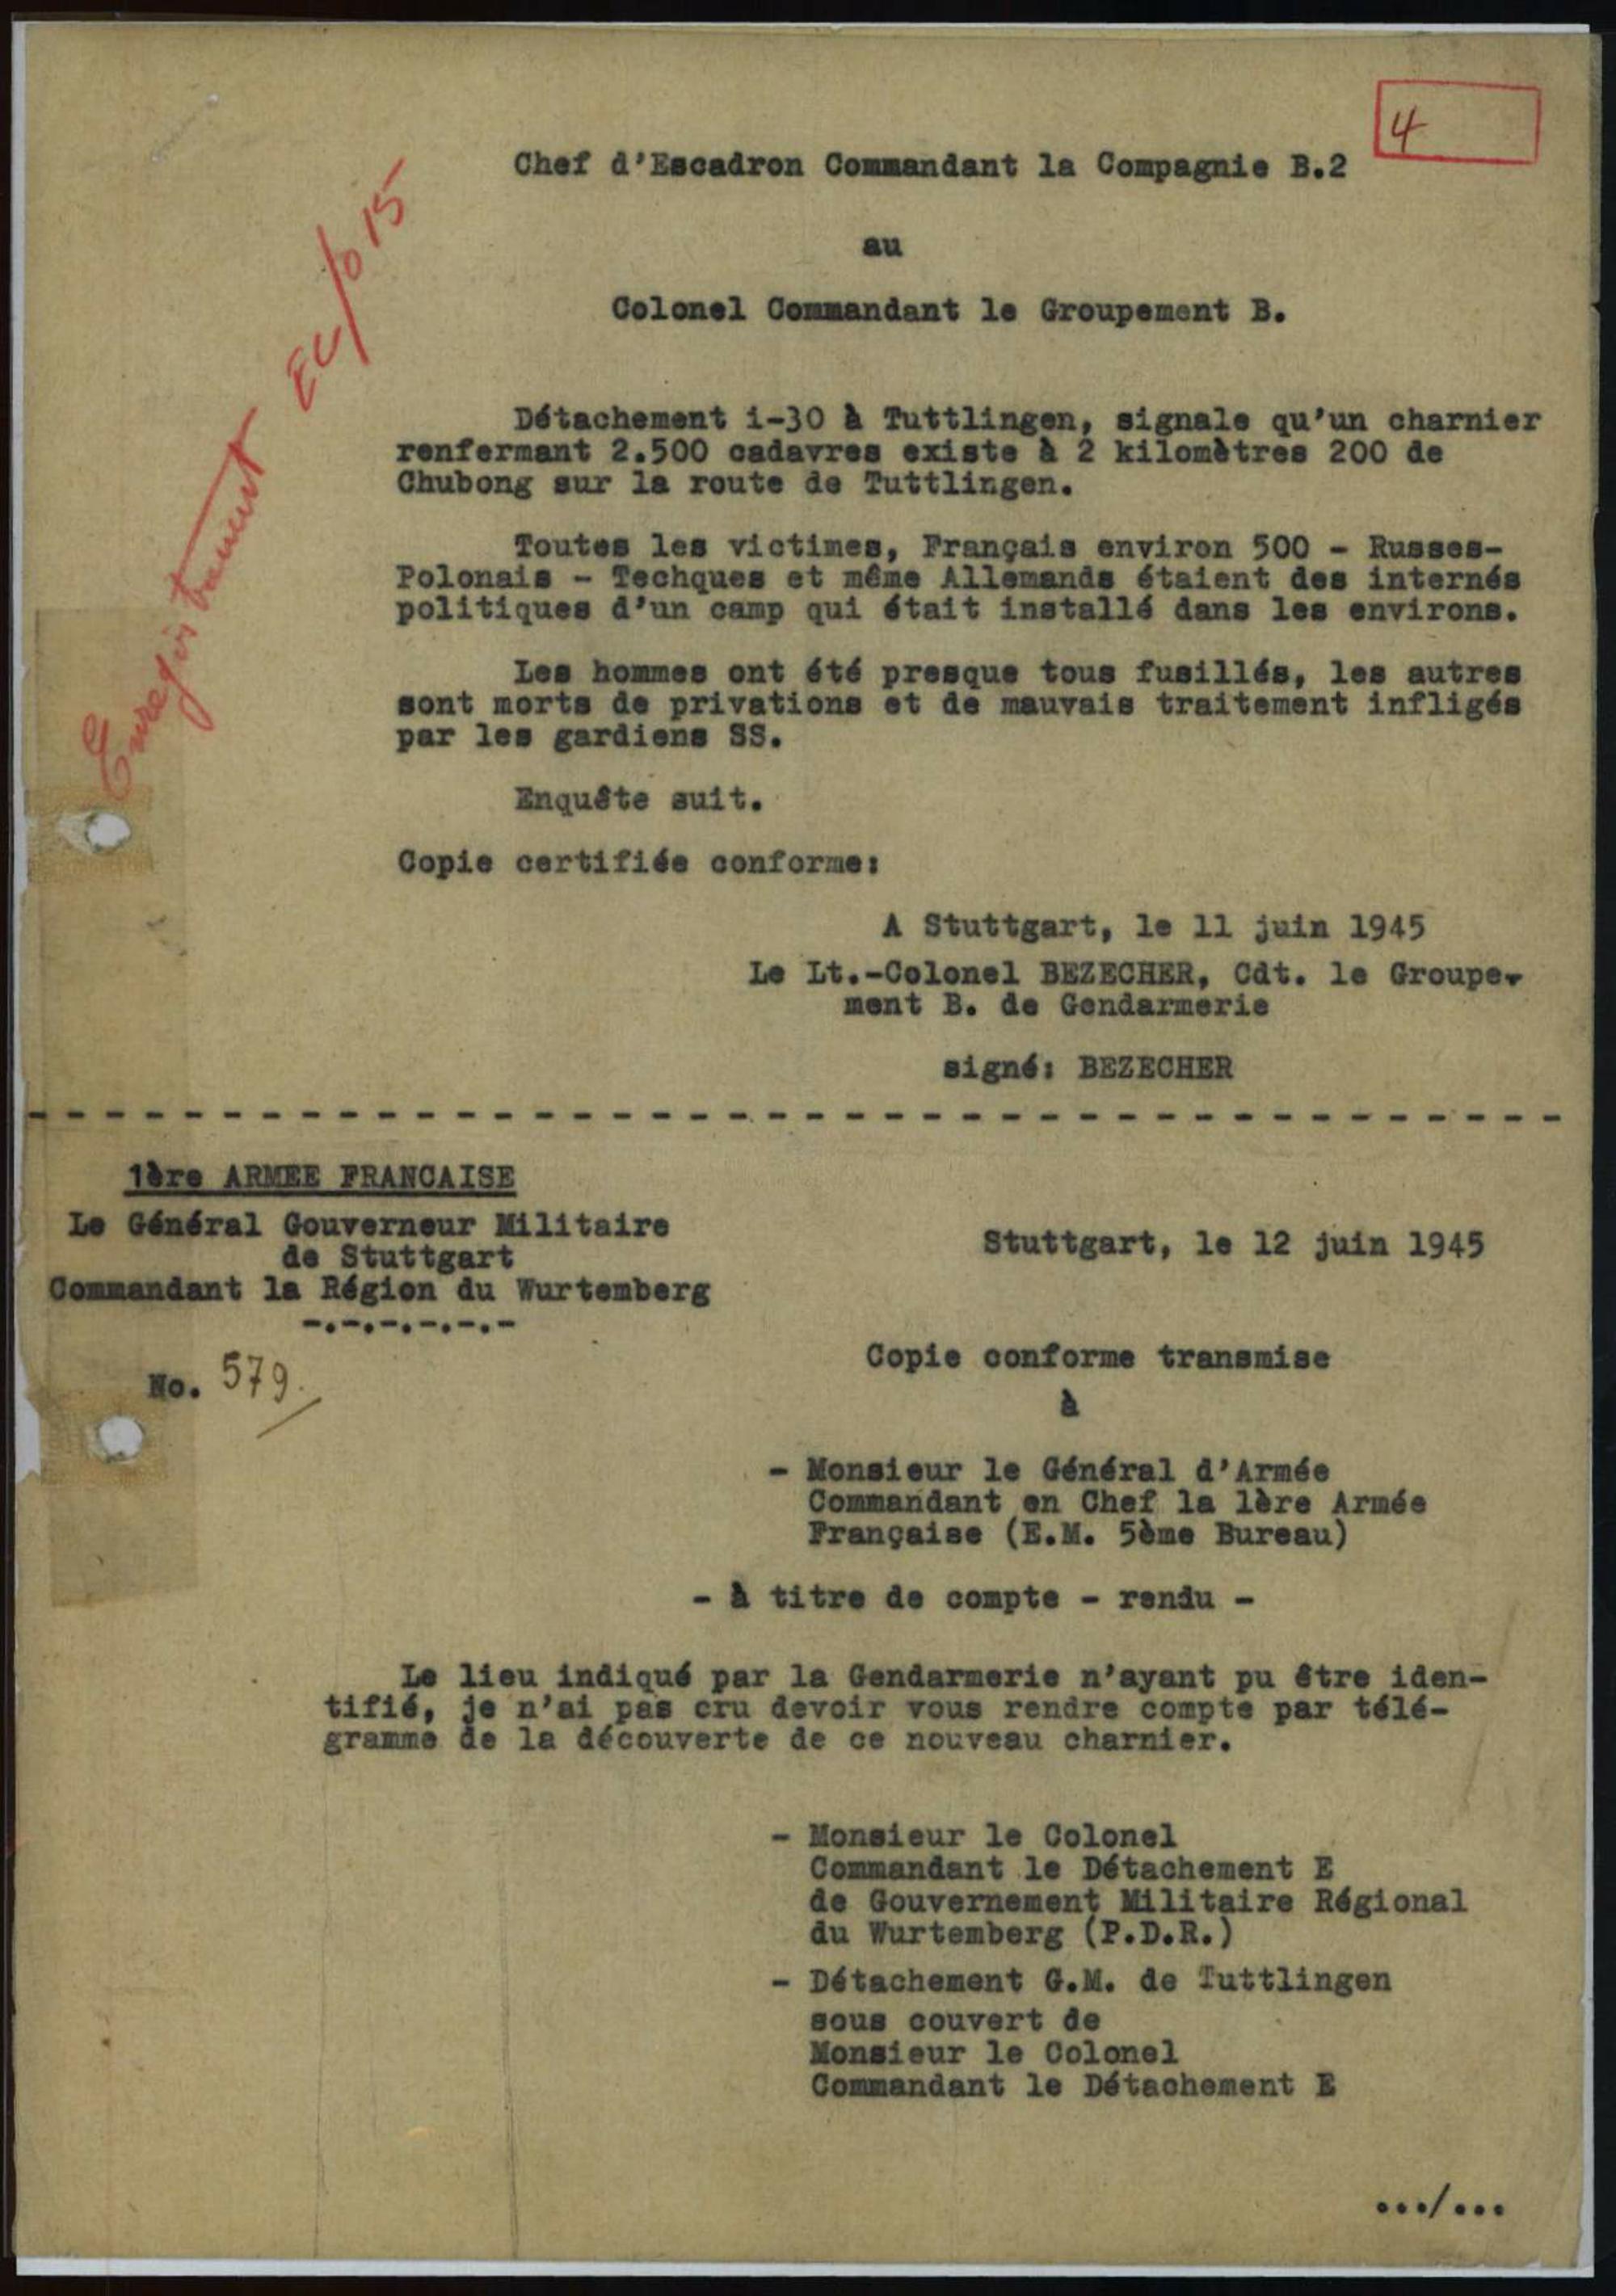 4
Chef d'Escadron Commandant la Compagnie B.2
au
Colonel Commandant le Groupement B.
Enregistrement
Détachement i-30 à Tuttlingen, signale qu'un charnier
renfermant 2.500 cadavres existe à 2 kilomètres 200 de
Chubong sur la route de Tuttlingen.
Toutes les victimes, Français environ 500 - Russes-
Polonais - Techques et même Allemands étaient des internés
politiques d'un camp qui était installé dans les environs.
Les hommes ont été presque tous fusillés, les autres
sont morts de privations et de mauvais traitement infligés
par les gardiens SS.
Enquête suit.
Copie certifiée conforme:
A Stuttgart, le 11 juin 1945
Le Lt.-Colonel BEZECHER, Cdt. le Groupe-
ment B. de Gendarmerie
signé: BEZECHER
1ère ARMEE FRANCAISE
Le Général Gouverneur Militaire
de Stuttgart
Commandant la Région du Wurtemberg
-.-.-.-.-.-
No. 579.
Stuttgart, le 12 juin 1945
Copie conforme transmise
à
- Monsieur le Général d'Armée
Commandant en Chef la 1ère Armée
Française (E.M. 5ème Bureau)
- à titre de compte - rendu -
Le lieu indiqué par la Gendarmerie n'ayant pu être iden-
tifié, je n'ai pas cru devoir vous rendre compte par télé-
gramme de la découverte de ce nouveau charnier.
- Monsieur le Colonel
Commandant le Détachement E
de Gouvernement Militaire Régional
du Wurtemberg (P.D.R.)
- Détachement G.M. de Tuttlingen
sous couvert de
Monsieur le Colonel
Commandant le Détachement E
.../...